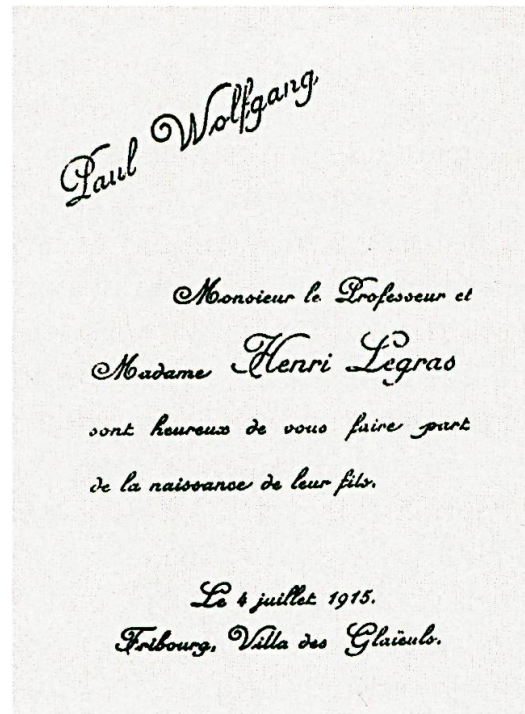 Paul Wolfgang
Monsieur le Professeur et
Madame Henri Legras
sont heureux de vous faire part
de la naissance de leur fils.
Le 4 juillet 1915.
Fribourg, Villa des Glaïeuls.